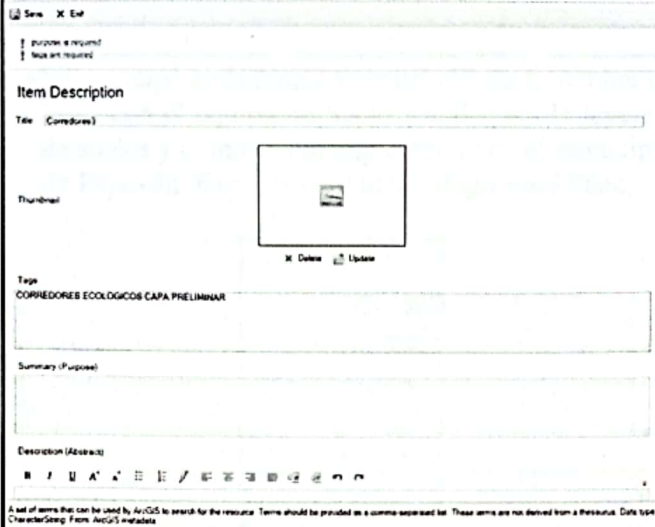 Save X Exit
purpose is required
tags are required
Item Description
Title Corredores1
Thumbnail
X Delete Update
Tags
CORREDORES ECOLOGICOS CAPA PRELIMINAR
Summary (Purpose)
Description (Abstract)
B I U A A
A set of terms that can be used by ArcGIS to search for the resource. Terms should be provided as a comma-separated list. These terms are not derived from a thesaurus. Data type
CharacterString. From: ArcGIS metadata